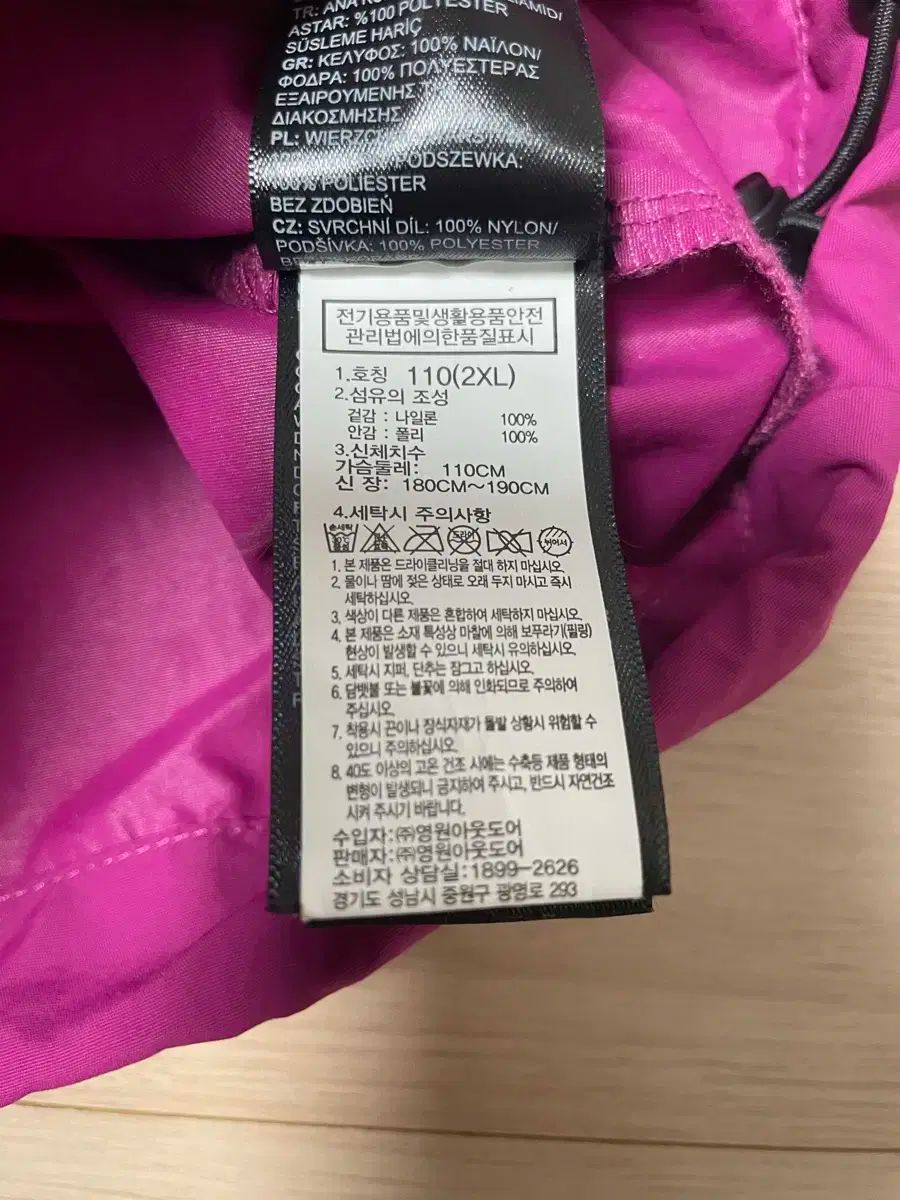 TR: ANA
ASTAR: %100 POLYESTER
SÜSLEME HARİÇ
GR: ΚΕΛΥΦΟΣ: 100% ΝΑΪΛΟΝ/
ΦΟΔΡΑ: 100% ΠΟΛΥΕΣΤΕΡΑΣ
ΕΞΑΙΡΟΥΜΕΝΗΣ
ΔΙΑΚΟΣΜΗΣΗΣ
PL:
PODSZEWKA:
100% POLIESTER
BEZ ZDOBIEŃ
CZ: SVRCHNÍ DÍL: 100% NYLON/
PODŠÍVKA: 100% POLYESTER
전기용품및생활용품안전
관리법에의한품질표시
1.호칭 110(2XL)
2.섬유의 조성
겉감 : 나일론 100%
안감 : 폴리 100%
3.신체치수
가슴둘레: 110CM
신 장: 180CM~190CM
4.세탁시 주의사항
손세탁 중성 드라이 뉘어서
1. 본 제품은 드라이클리닝을 절대 하지 마십시오.
2. 물이나 땀에 젖은 상태로 오래 두지 마시고 즉시
세탁하십시오.
3. 색상이 다른 제품은 혼합하여 세탁하지 마십시오.
4. 본 제품은 소재 특성상 마찰에 의해 보푸라기(필링)
현상이 발생할 수 있으니 세탁시 유의하십시오.
5. 세탁시 지퍼, 단추는 잠그고 하십시오.
6. 담뱃불 또는 불꽃에 의해 인화되므로 주의하여
주십시오.
7. 착용시 끈이나 장식자재가 돌발 상황시 위험할 수
있으니 주의하십시오.
8. 40도 이상의 고온 건조 시에는 수축등 제품 형태의
변형이 발생되니 금지하여 주시고, 반드시 자연건조
시켜 주시기 바랍니다.
수입자:㈜영원아웃도어
판매자:㈜영원아웃도어
소비자 상담실:1899-2626
경기도 성남시 중원구 광명로 293